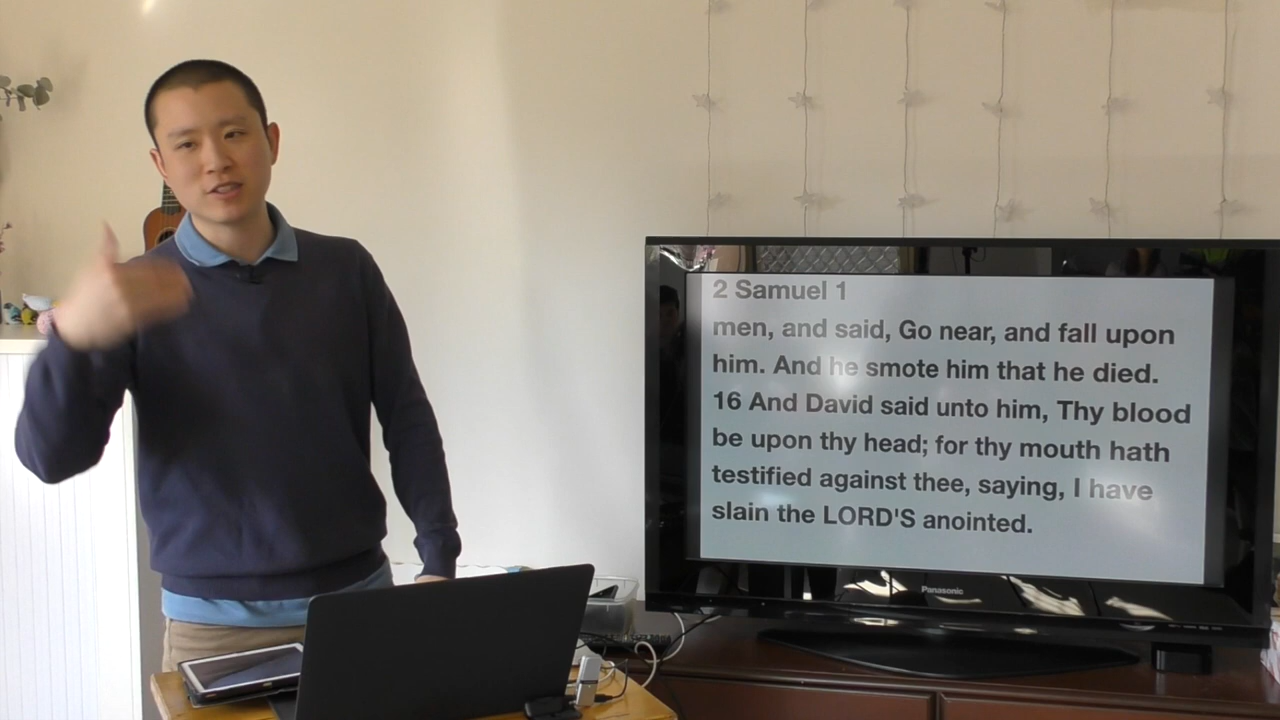 2 Samuel 1
men, and said, Go near, and fall upon
him. And he smote him that he died.
16 And David said unto him, Thy blood
be upon thy head; for thy mouth hath
testified against thee, saying, I have
slain the LORD'S anointed.
Panasonic